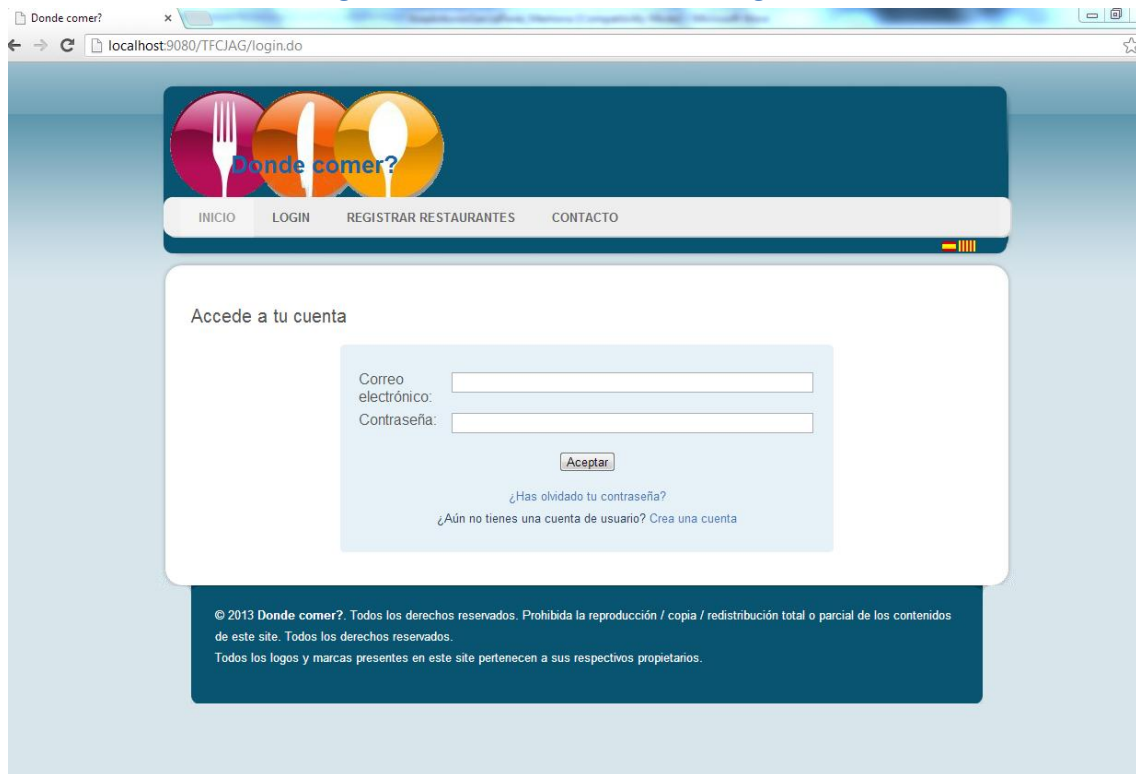 Donde comer?
localhost:9080/TFCJAG/login.do
Donde comer?
INICIO LOGIN REGISTRAR RESTAURANTES CONTACTO
Accede a tu cuenta
Correo
electrónico:
Contraseña:
Aceptar
¿Has olvidado tu contraseña?
¿Aún no tienes una cuenta de usuario? Crea una cuenta
© 2013 Donde comer?. Todos los derechos reservados. Prohibida la reproducción / copia / redistribución total o parcial de los contenidos
de este site. Todos los derechos reservados.
Todos los logos y marcas presentes en este site pertenecen a sus respectivos propietarios.